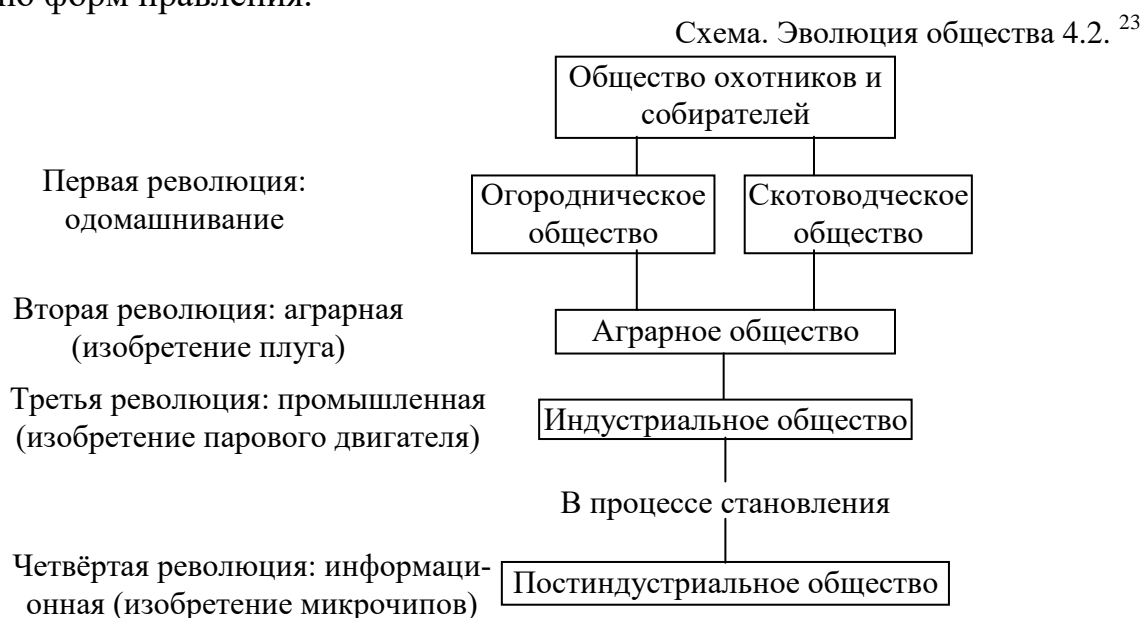 по форм правления.
Схема. Эволюция общества 4.2. 23
Общество охотников и
собирателей
Первая революция:
одомашнивание
Огородническое
общество
Скотоводческое
общество
Вторая революция: аграрная
(изобретение плуга)
Аграрное общество
Третья революция: промышленная
(изобретение парового двигателя)
Индустриальное общество
В процессе становления
Четвёртая революция: информаци-
онная (изобретение микрочипов)
Постиндустриальное общество